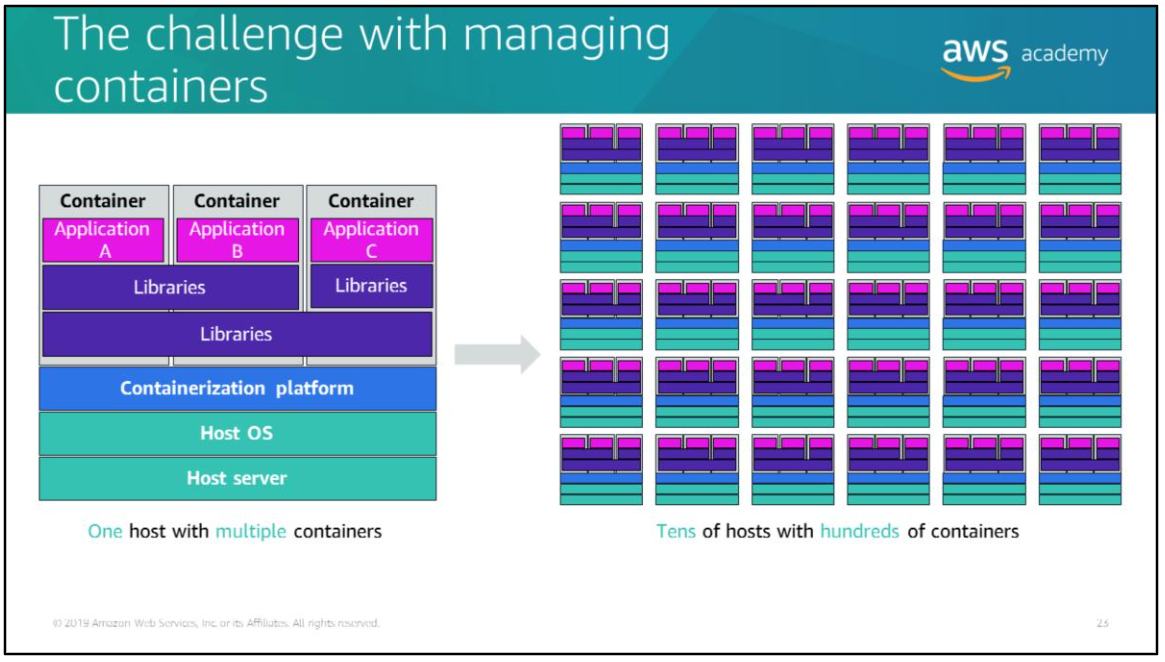 The challenge with managing
containers
aws academy
Container
Container
Container
Application
A
Application
B
Application
C
Libraries
Libraries
Libraries
Containerization platform
Host OS
Host server
One host with multiple containers
Tens of hosts with hundreds of containers
© 2019 Amazon Web Services, Inc. or its Affiliates. All rights reserved.
23